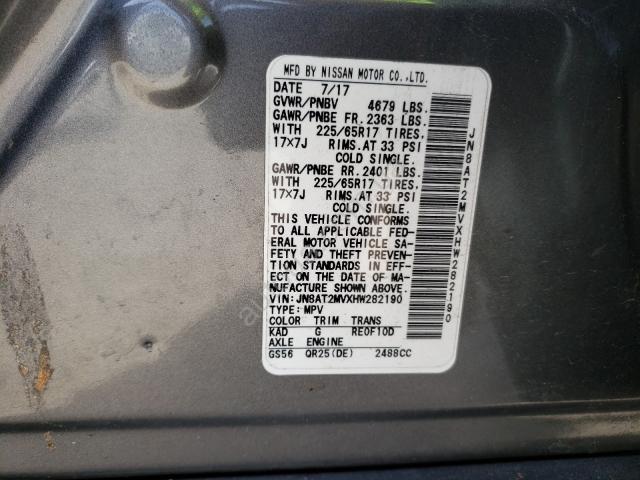 MFD BY NISSAN MOTOR CO.,LTD.
DATE 7/17
GVWR/PNBV 4679 LBS.
GAWR/PNBE FR. 2363 LBS.
WITH 225/65R17 TIRES,
17X7J RIMS.AT 33 PSI
COLD SINGLE.
GAWR/PNBE RR. 2401 LBS.
WITH 225/65R17 TIRES,
17X7J RIMS.AT 33 PSI
COLD SINGLE.
THIS VEHICLE CONFORMS
TO ALL APPLICABLE FED-
ERAL MOTOR VEHICLE SA-
FETY AND THEFT PREVEN-
TION STANDARDS IN EFF-
ECT ON THE DATE OF MA-
NUFACTURE SHOWN ABOVE.
VIN:JN8AT2MVXHW282190
TYPE:MPV
COLOR TRIM TRANS
KAD G RE0F10D
AXLE ENGINE
GS56 QR25(DE) 2488CC
JN8AT2MVXHW282190